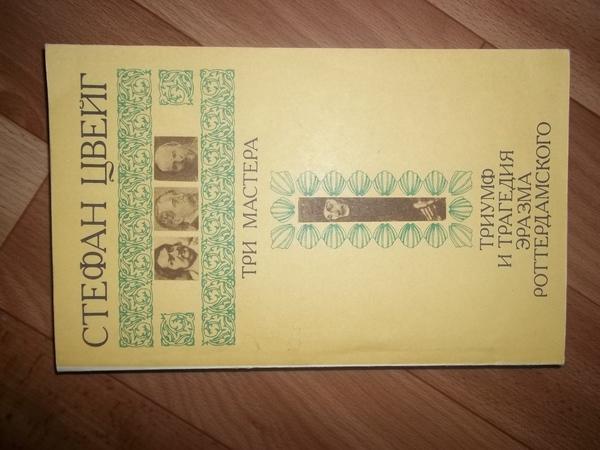 СТЕФАН ЦВЕЙГ
ТРИ МАСТЕРА
ТРИУМФ
И ТРАГЕДИЯ
ЭРАЗМА
РОТТЕРДАМСКОГО